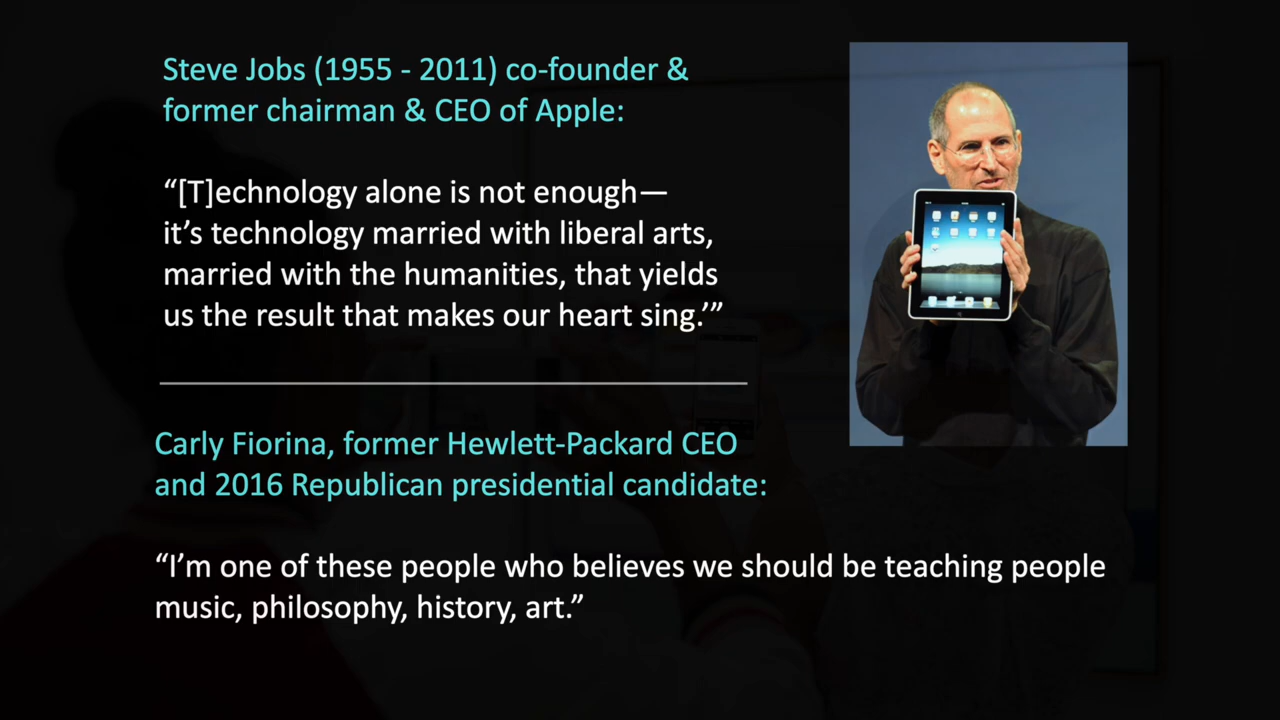 Steve Jobs (1955 - 2011) co-founder &
former chairman & CEO of Apple:
“[T]echnology alone is not enough—
it’s technology married with liberal arts,
married with the humanities, that yields
us the result that makes our heart sing.’”
Carly Fiorina, former Hewlett-Packard CEO
and 2016 Republican presidential candidate:
“I’m one of these people who believes we should be teaching people
music, philosophy, history, art.”